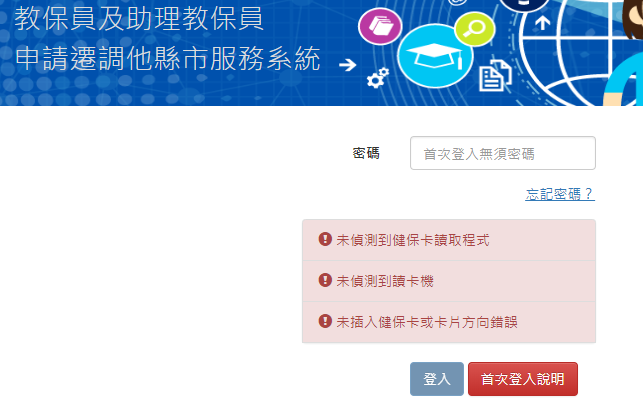 教保員及助理教保員
申請遷調他縣市服務系統
密碼
首次登入無須密碼
忘記密碼？
未偵測到健保卡讀取程式
未偵測到讀卡機
未插入健保卡或卡片方向錯誤
登入
首次登入說明